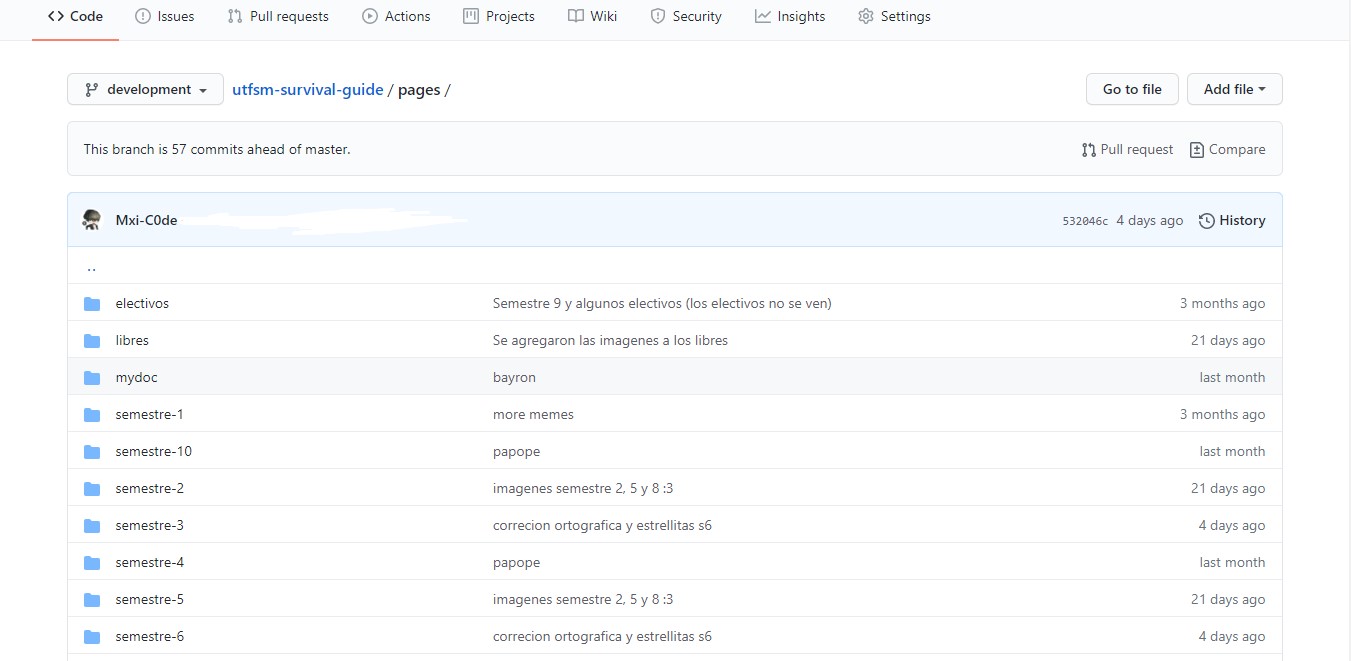 Code Issues Pull requests Actions Projects Wiki Security Insights Settings
development utfsm-survival-guide / pages / Go to file Add file
This branch is 57 commits ahead of master. Pull request Compare
Mxi-C0de 532046c 4 days ago History
..
electivos Semestre 9 y algunos electivos (los electivos no se ven) 3 months ago
libres Se agregaron las imagenes a los libres 21 days ago
mydoc bayron last month
semestre-1 more memes 3 months ago
semestre-10 papope last month
semestre-2 imagenes semestre 2, 5 y 8 :3 21 days ago
semestre-3 correcion ortografica y estrellitas s6 4 days ago
semestre-4 papope last month
semestre-5 imagenes semestre 2, 5 y 8 :3 21 days ago
semestre-6 correcion ortografica y estrellitas s6 4 days ago